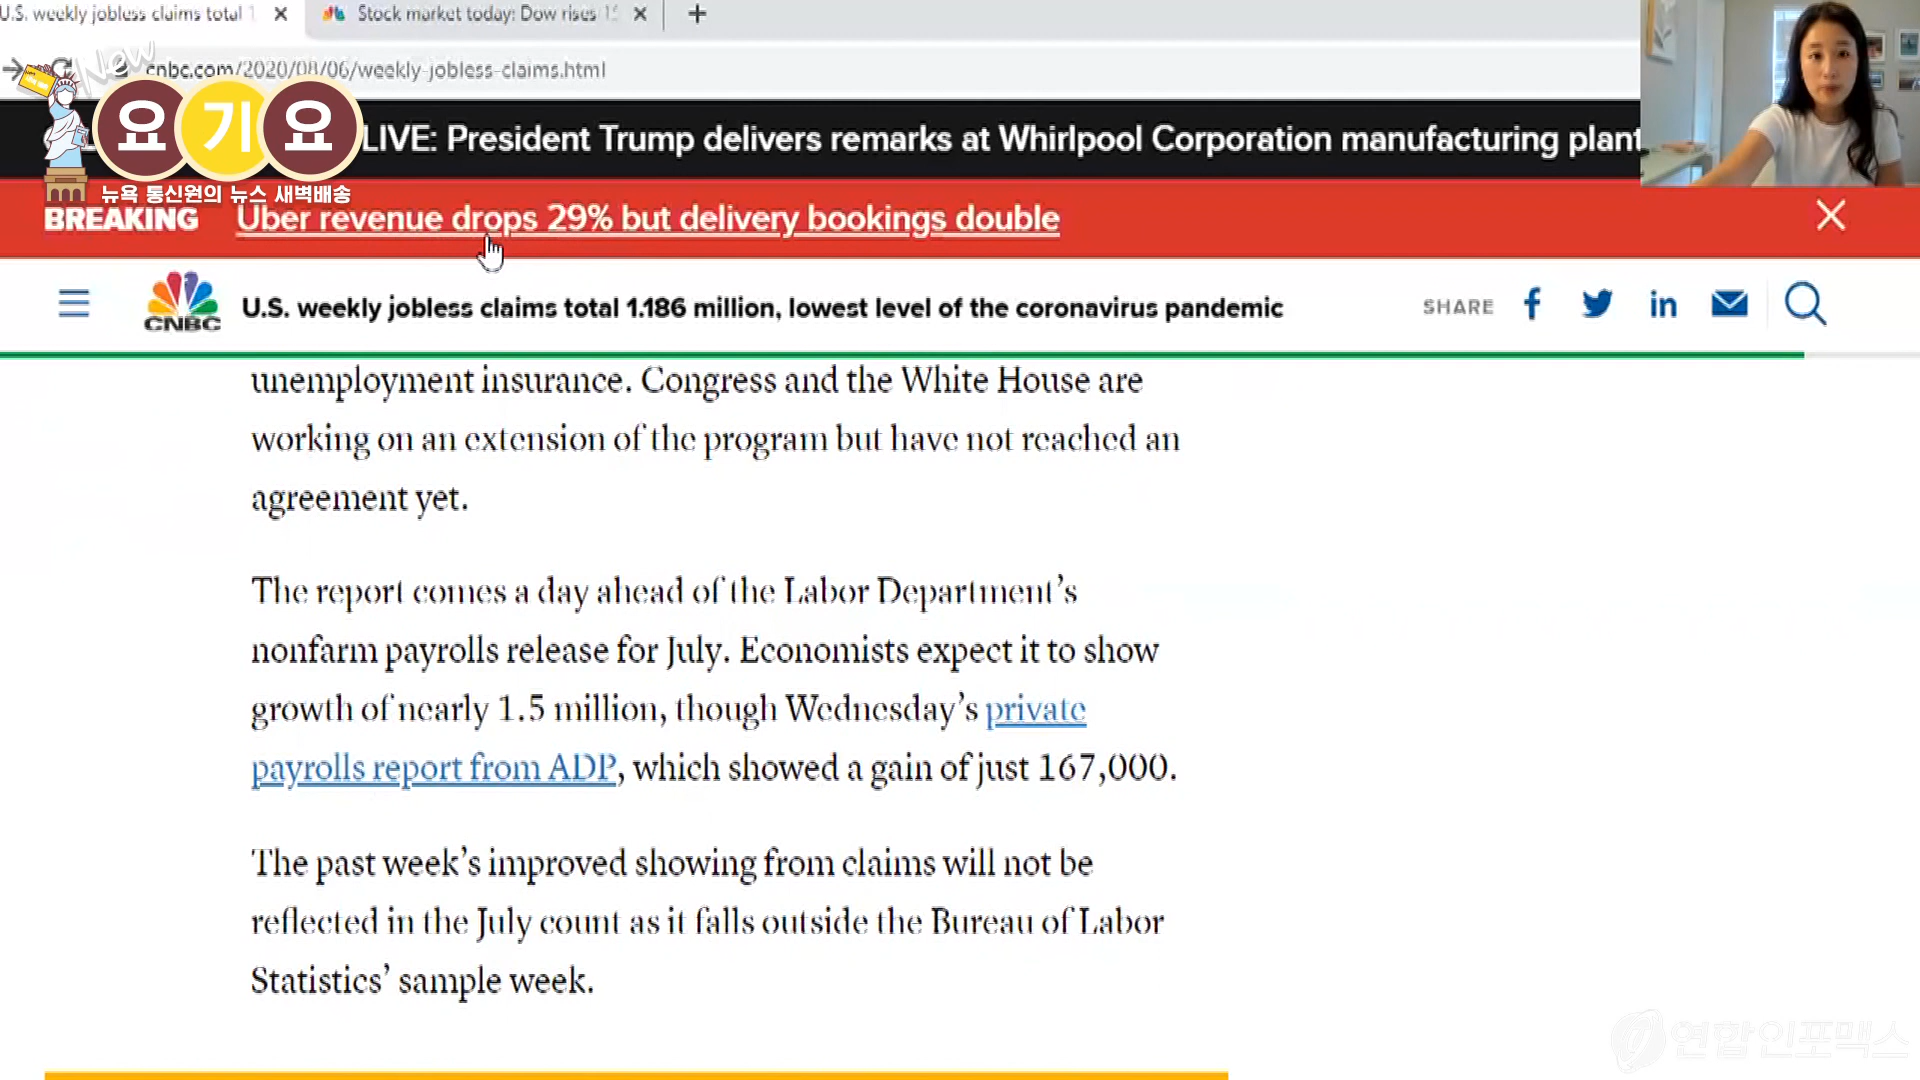 U.S. weekly jobless claims total 1
Stock market today: Dow rises 15
New
cnbc.com/2020/08/06/weekly-jobless-claims.html
요기요
뉴욕 통신원의 뉴스 새벽배송
LIVE: President Trump delivers remarks at Whirlpool Corporation manufacturing plant
BREAKING Uber revenue drops 29% but delivery bookings double
CNBC
U.S. weekly jobless claims total 1.186 million, lowest level of the coronavirus pandemic
SHARE
unemployment insurance. Congress and the White House are
working on an extension of the program but have not reached an
agreement yet.
The report comes a day ahead of the Labor Department’s
nonfarm payrolls release for July. Economists expect it to show
growth of nearly 1.5 million, though Wednesday’s private
payrolls report from ADP, which showed a gain of just 167,000.
The past week’s improved showing from claims will not be
reflected in the July count as it falls outside the Bureau of Labor
Statistics’ sample week.
연합인포맥스